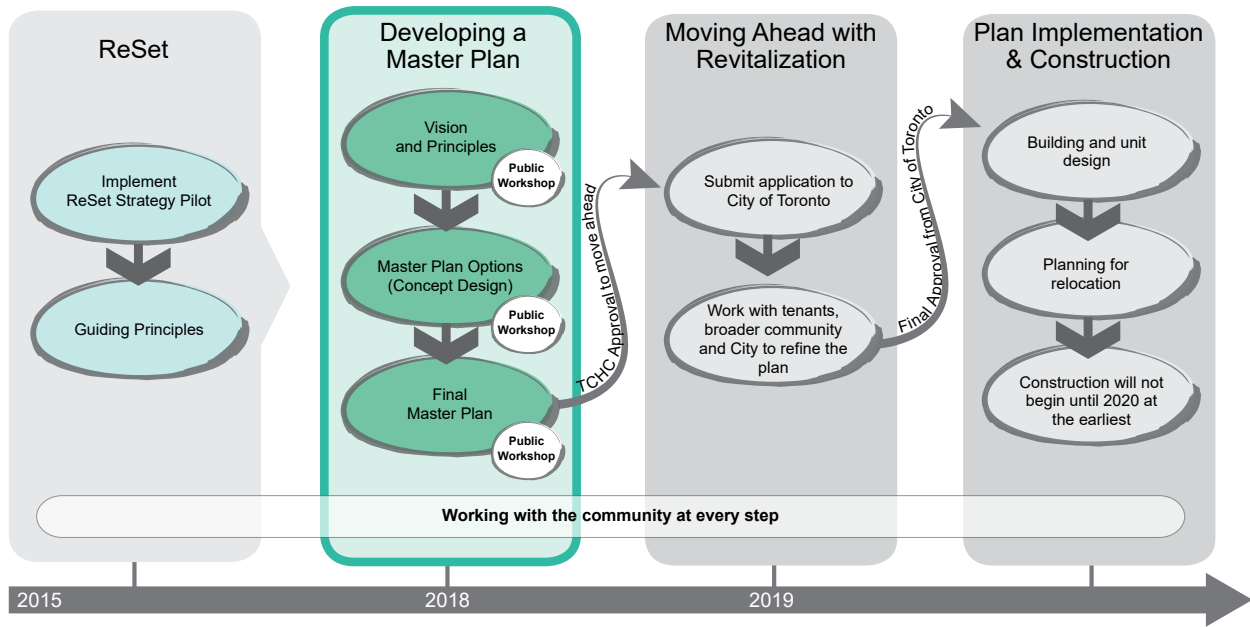 ReSet
Implement
ReSet Strategy Pilot
Guiding Principles
Developing a
Master Plan
Vision
and Principles
Public
Workshop
Master Plan Options
(Concept Design)
Public
Workshop
Final
Master Plan
Public
Workshop
TCHC Approval to move ahead
Moving Ahead with
Revitalization
Submit application to
City of Toronto
Work with tenants,
broader community
and City to refine the
plan
Final Approval from City of Toronto
Plan Implementation
& Construction
Building and unit
design
Planning for
relocation
Construction will not
begin until 2020 at
the earliest
Working with the community at every step
2015
2018
2019